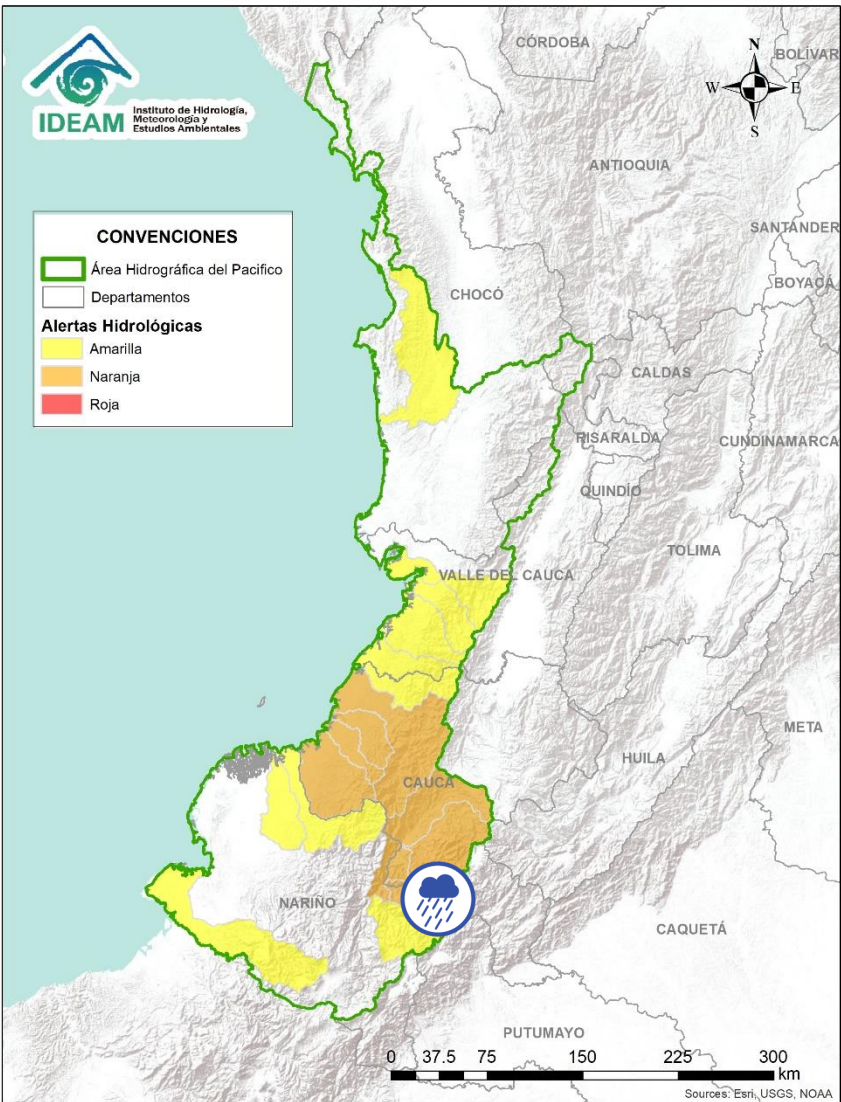 CÓRDOBA
BOLÍVAR
N
W
E
S
IDEAM
Instituto de Hidrología,
Meteorología y
Estudios Ambientales
ANTIOQUIA
SANTANDER
CONVENCIONES
Área Hidrográfica del Pacifico
Departamentos
Alertas Hidrológicas
Amarilla
Naranja
Roja
BOYACÁ
CHOCÓ
CALDAS
RISARALDA
CUNDINAMARCA
QUINDÍO
TOLIMA
VALLE DEL CAUCA
META
HUILA
CAUCA
NARIÑO
CAQUETÁ
PUTUMAYO
0 37.5 75 150 225 300
km
Sources: Esri, USGS, NOAA